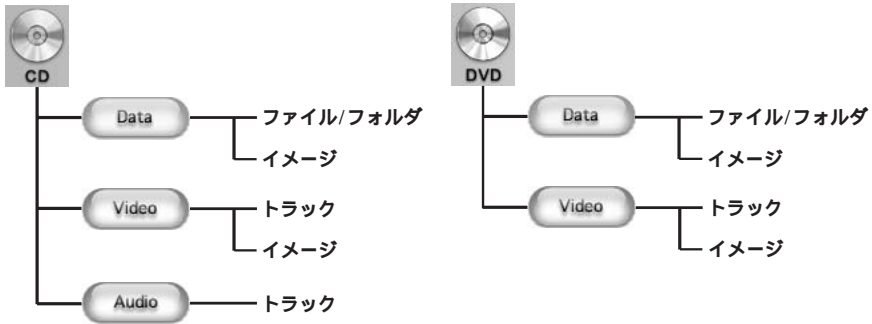 CD
Data
ファイル/フォルダ
イメージ
Video
トラック
イメージ
Audio
トラック
DVD
Data
ファイル/フォルダ
イメージ
Video
トラック
イメージ